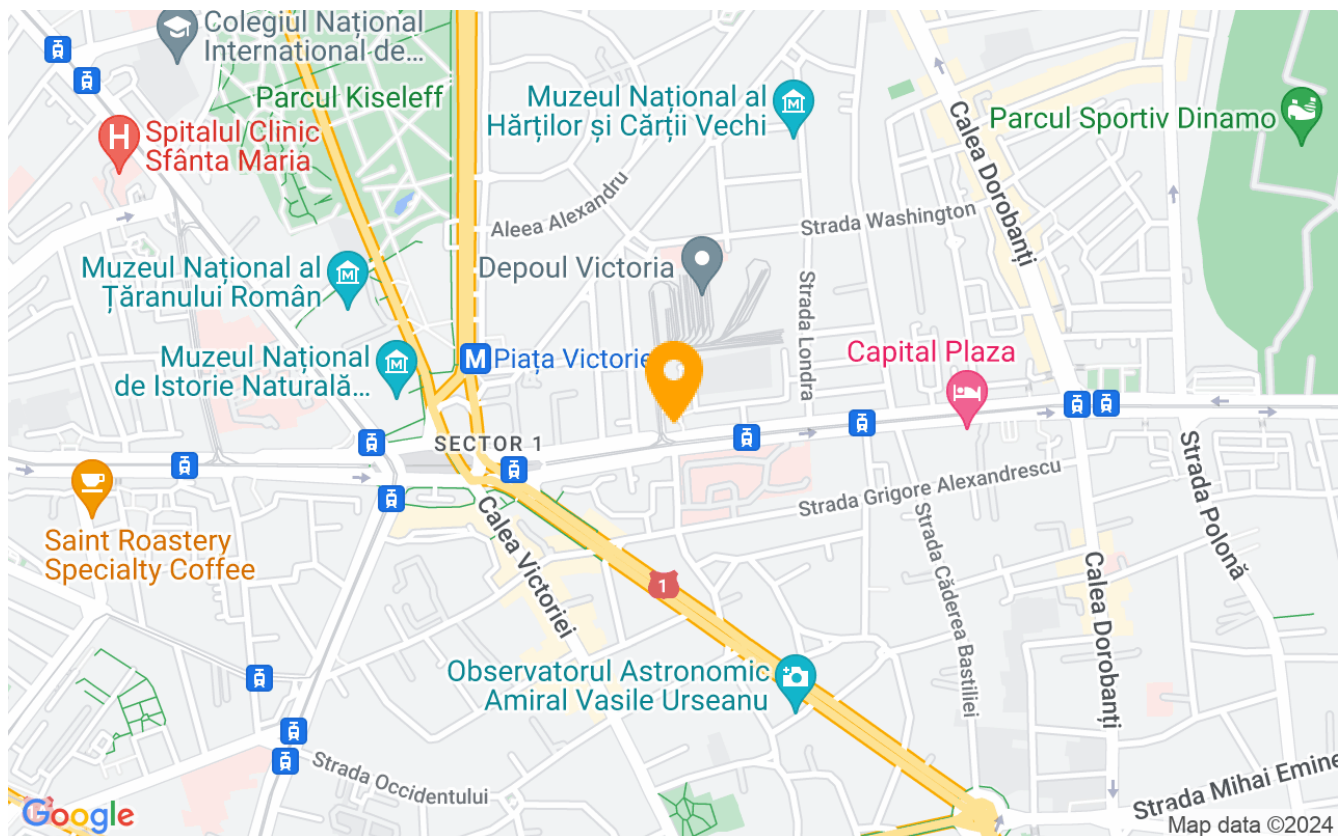 Colegiul Național
International de...
Parcul Kiseleff
Muzeul Național al
Hărților și Cărții Vechi
Calea Dorobanți
Parcul Sportiv Dinamo
H
Spitalul Clinic
Sfânta Maria
Aleea Alexandru
Strada Washington
Muzeul Național al
Țăranului Român
Depoul Victoria
Strada Londra
Muzeul Național
de Istorie Naturală...
M
Piața Victorie
Capital Plaza
SECTOR 1
Strada Grigore Alexandrescu
Strada Polonă
Saint Roastery
Specialty Coffee
Calea Victoriei
Strada Căderea Bastiliei
1
Calea Dorobanți
Observatorul Astronomic
Amiral Vasile Urseanu
Strada Occidentului
Strada Mihai Emine
Google
Map data ©2024